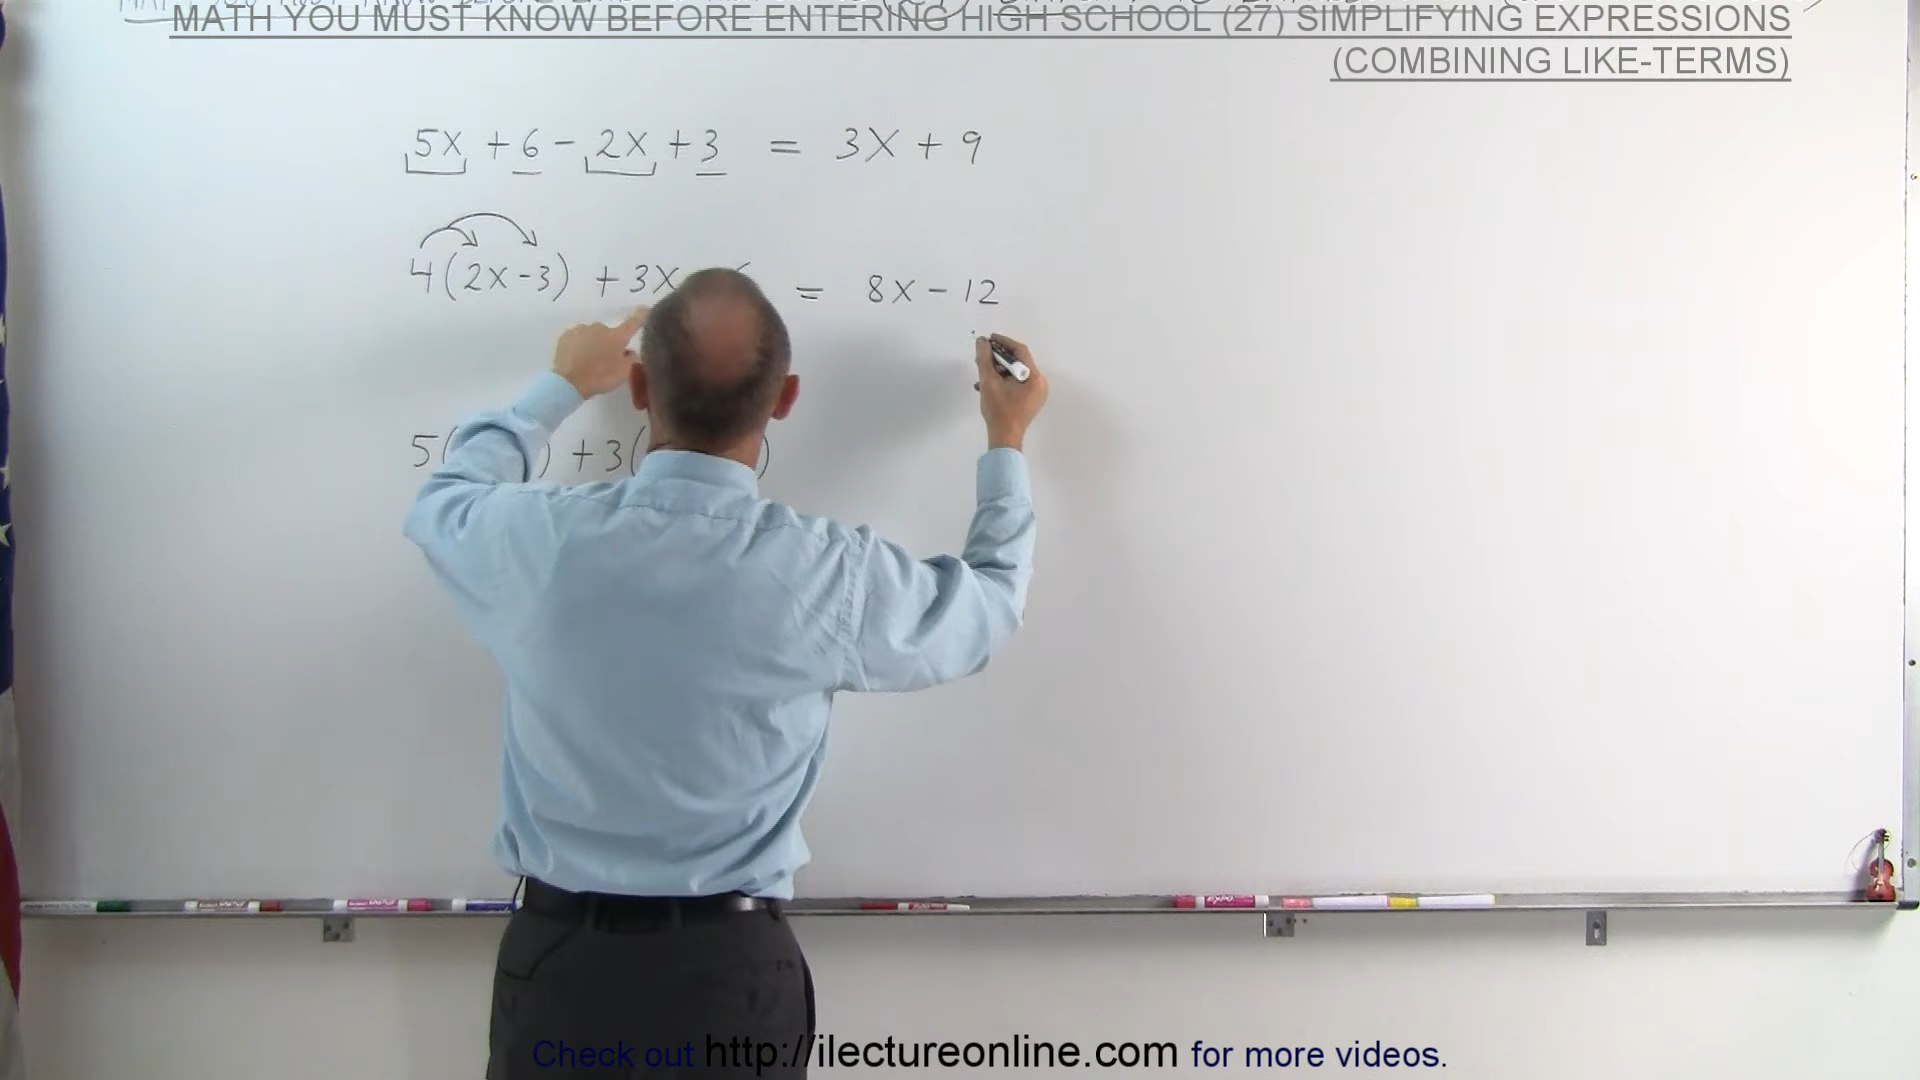 MATH YOU MUST KNOW BEFORE ENTERING HIGH SCHOOL (27) SIMPLIFYING EXPRESSIONS
(COMBINING LIKE-TERMS)
5x + 6 - 2x + 3 = 3x + 9
4(2x-3) + 3x = 8x - 12
5( ) + 3( )
Check out http://ilectureonline.com for more videos.